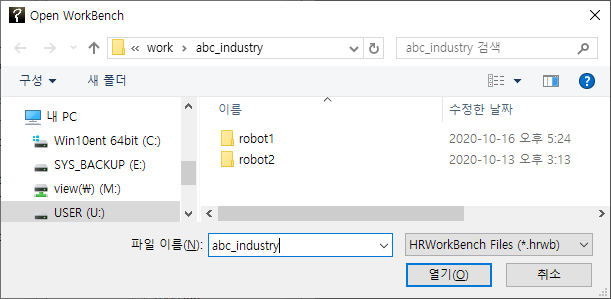 Open WorkBench
« work › abc_industry
abc_industry 검색
구성 새 폴더
이름 수정한 날짜
내 PC
Win10ent 64bit (C:)
SYS_BACKUP (E:)
view(₩) (M:)
USER (U:)
robot1 2020-10-16 오후 5:24
robot2 2020-10-13 오후 3:13
파일 이름(N): abc_industry HRWorkBench Files (*.hrwb)
열기(O) 취소